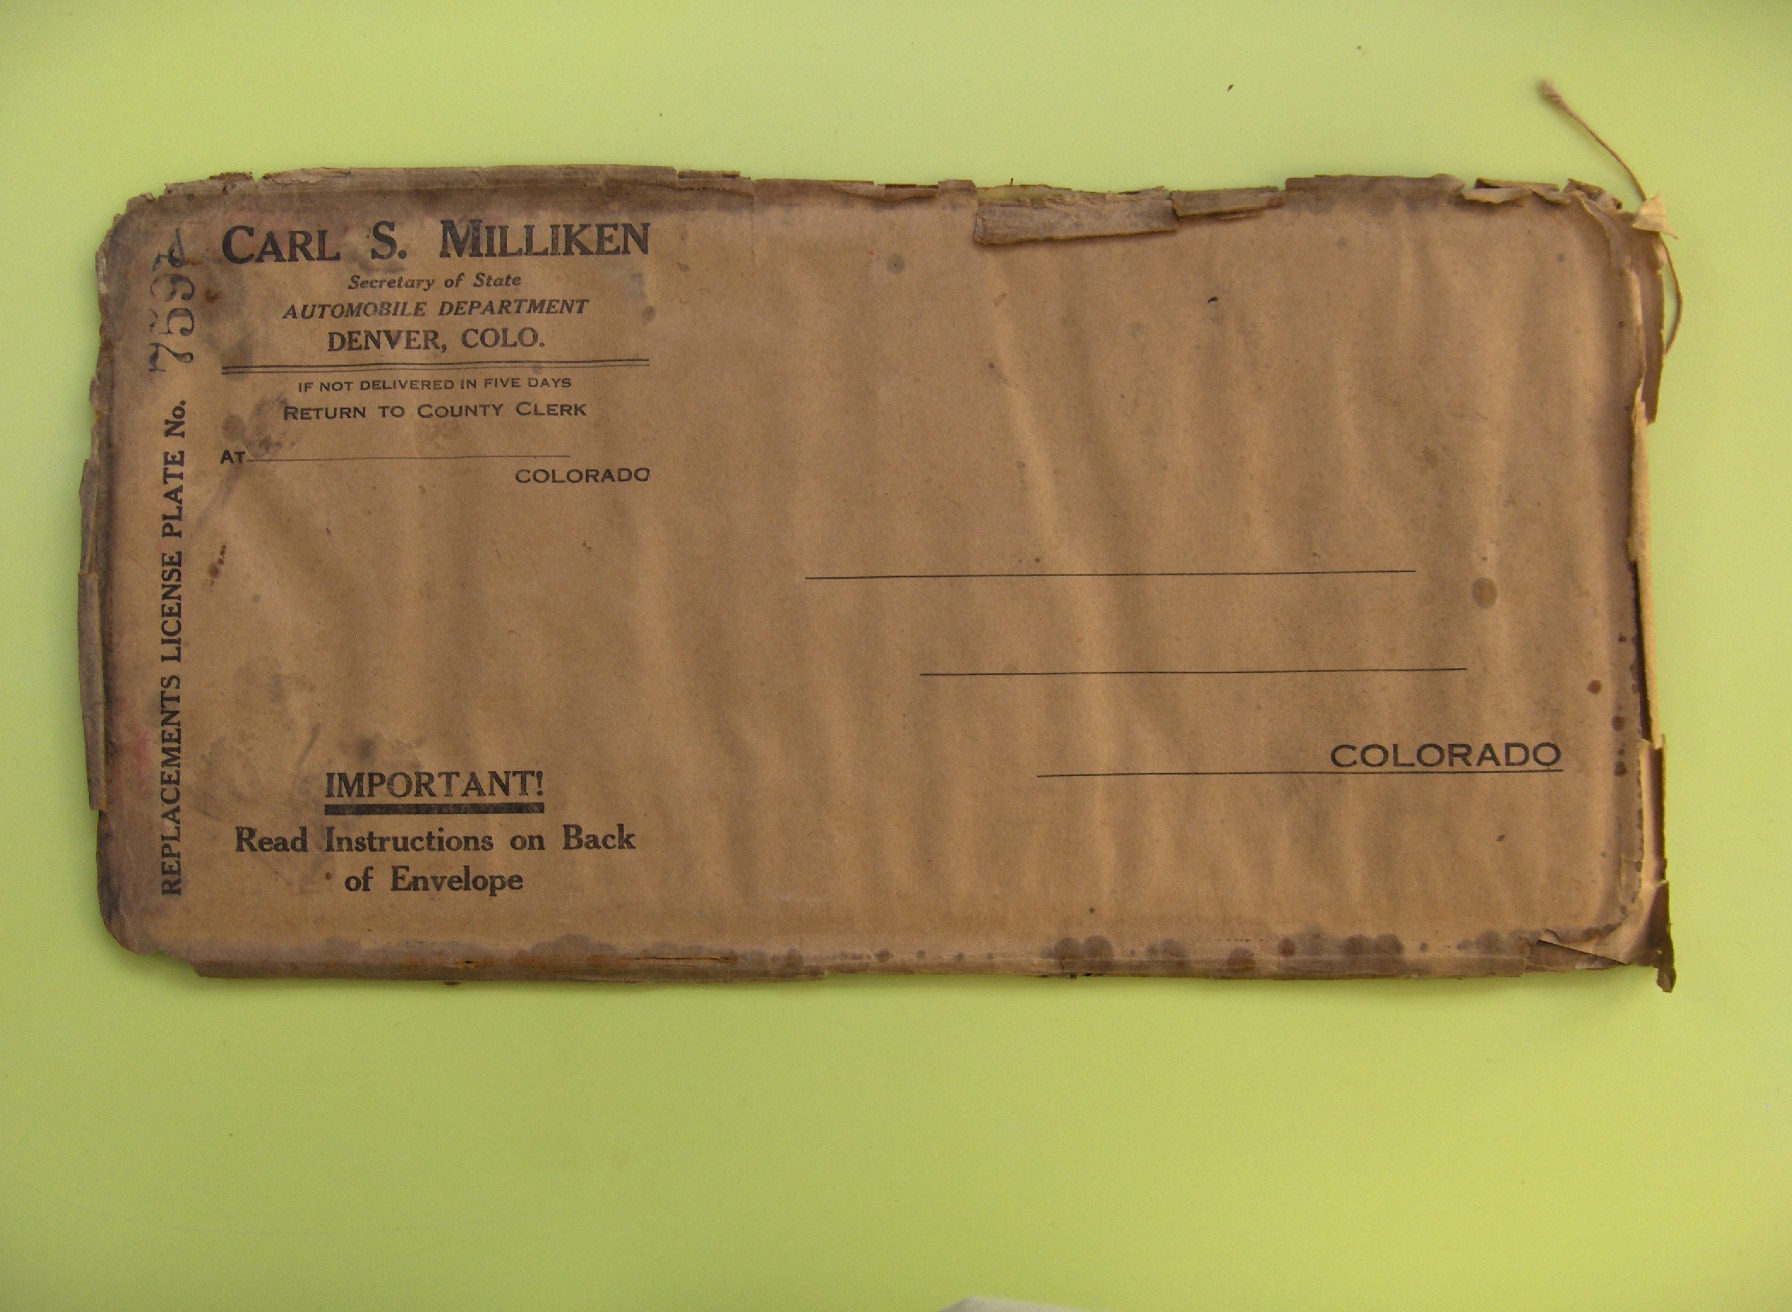 CARL S. MILLIKEN
Secretary of State
AUTOMOBILE DEPARTMENT
DENVER, COLO.
IF NOT DELIVERED IN FIVE DAYS
RETURN TO COUNTY CLERK
AT
COLORADO
REPLACEMENTS LICENSE PLATE No.
COLORADO
IMPORTANT!
Read Instructions on Back
of Envelope